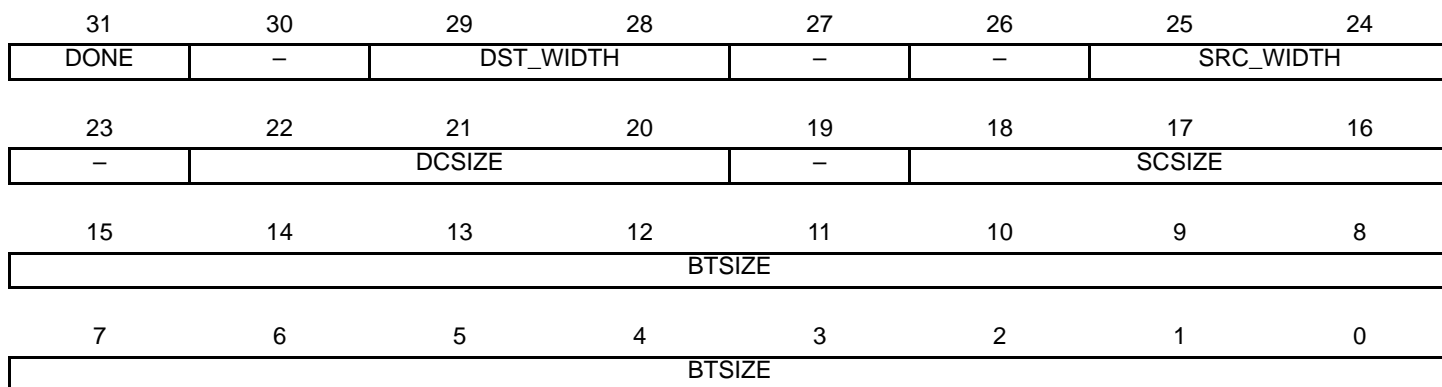 31 30 29 28 27 26 25 24
DONE – DST_WIDTH – – SRC_WIDTH
23 22 21 20 19 18 17 16
– DCSIZE – SCSIZE
15 14 13 12 11 10 9 8
BTSIZE
7 6 5 4 3 2 1 0
BTSIZE